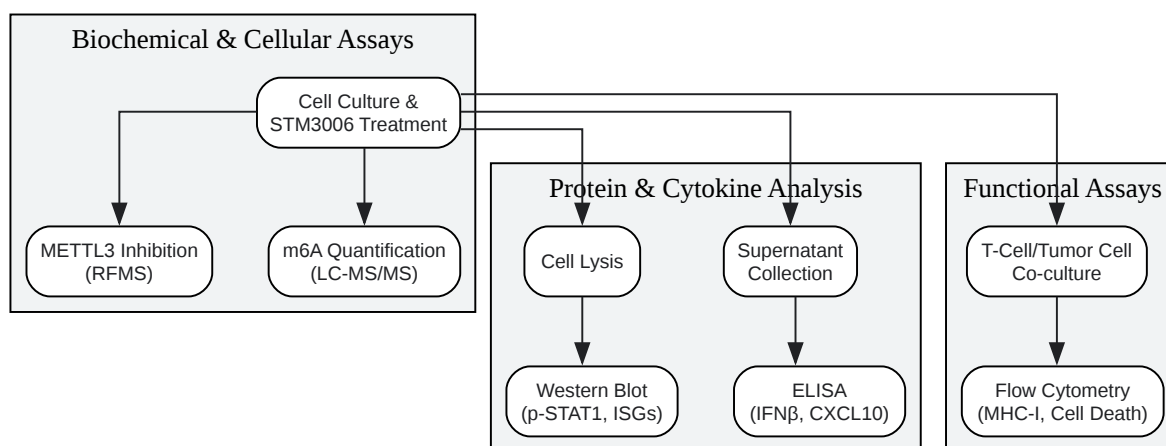 Biochemical & Cellular Assays
Cell Culture &
STM3006 Treatment
METTL3 Inhibition
(RFMS)
m6A Quantification
(LC-MS/MS)
Protein & Cytokine Analysis
Cell Lysis
Supernatant
Collection
Western Blot
(p-STAT1, ISGs)
ELISA
(IFNβ, CXCL10)
Functional Assays
T-Cell/Tumor Cell
Co-culture
Flow Cytometry
(MHC-I, Cell Death)